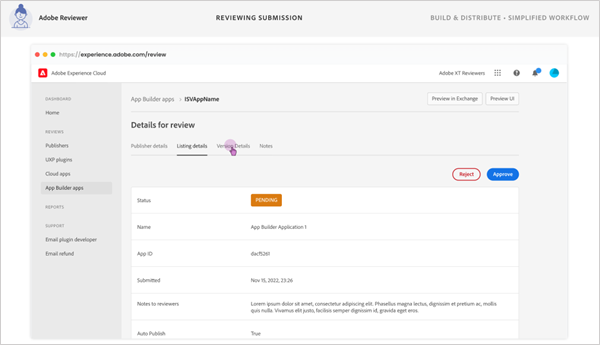 Adobe Reviewer
REVIEWING SUBMISSION
BUILD & DISTRIBUTE • SIMPLIFIED WORKFLOW
https://experience.adobe.com/review
Adobe Experience Cloud
Adobe XT Reviewers
DASHBOARD
Home
REVIEWS
Publishers
UXP plugins
Cloud apps
App Builder apps
REPORTS
SUPPORT
Email plugin developer
Email refund
App Builder apps > ISVAppName
Preview in Exchange
Preview UI
Details for review
Publisher details
Listing details
Version Details
Notes
Reject
Approve
Status
PENDING
Name
App Builder Application 1
App ID
dacf5261
Submitted
Nov 15, 2022, 23.26
Notes to reviewers
Lorem ipsum dolor sit amet, consectetur adipiscing elit. Phasellus magna lectus, dignissim et pretium ac, mollis
quis nulla. Vivamus elit justo, facilisis semper dignissim id, gravida eget eros.
Auto Publish
True